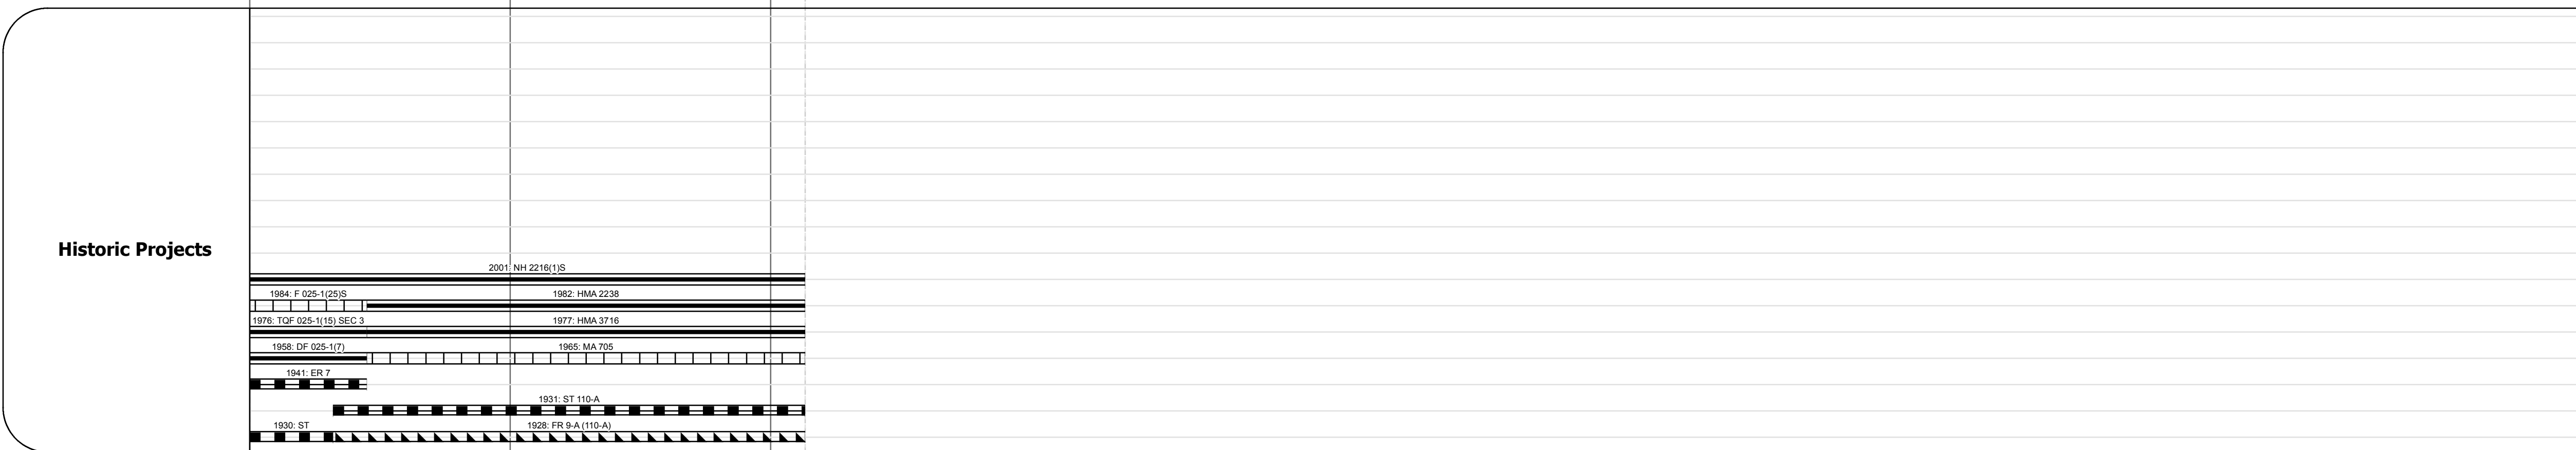 Historic Projects
2001: NH 2216(1)S
1984: F 025-1(25)S 1982: HMA 2238
1976: TQF 025-1(15) SEC 3 1977: HMA 3716
1958: DF 025-1(7) 1965: MA 705
1941: ER 7
1931: ST 110-A
1930: ST 1928: FR 9-A (110-A)